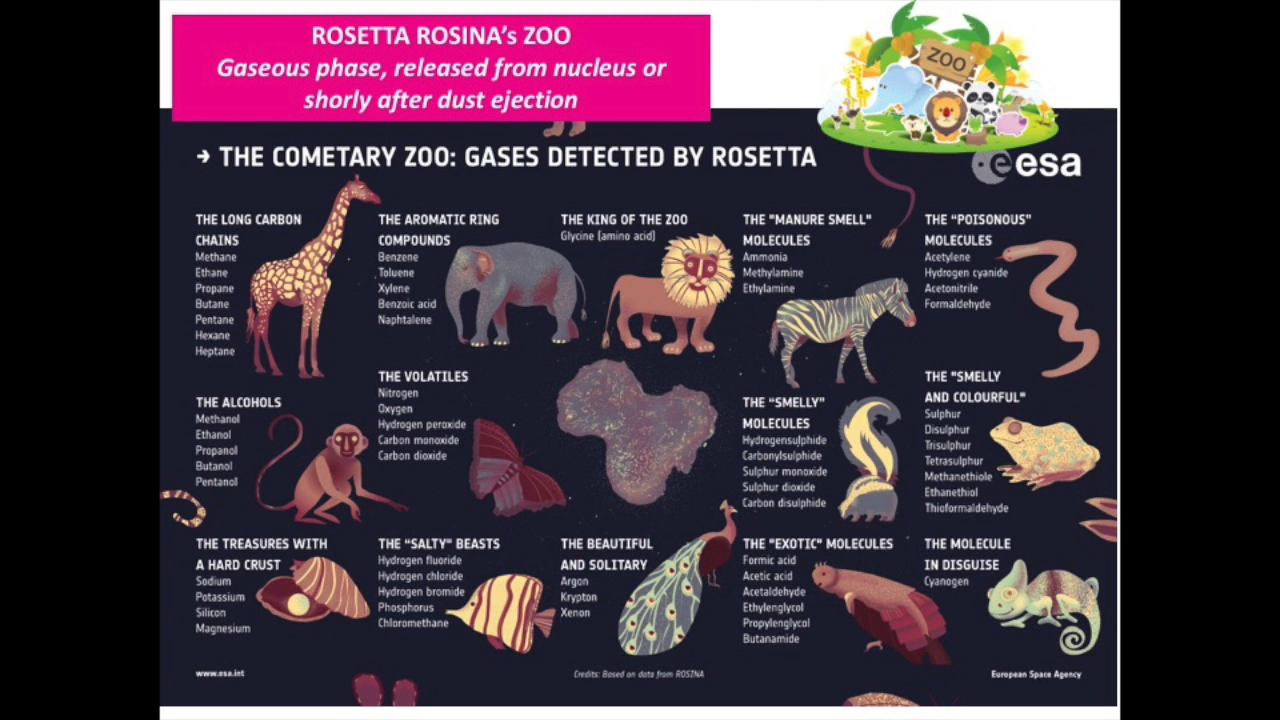 ROSETTA ROSINA's ZOO
Gaseous phase, released from nucleus or
shorly after dust ejection
ZOO
→ THE COMETARY ZOO: GASES DETECTED BY ROSETTA
esa
THE LONG CARBON
CHAINS
Methane
Ethane
Propane
Butane
Pentane
Hexane
Heptane
THE AROMATIC RING
COMPOUNDS
Benzene
Toluene
Xylene
Benzoic acid
Naphtalene
THE KING OF THE ZOO
Glycine (amino acid)
THE "MANURE SMELL"
MOLECULES
Ammonia
Methylamine
Ethylamine
THE "POISONOUS"
MOLECULES
Acetylene
Hydrogen cyanide
Acetonitrile
Formaldehyde
THE ALCOHOLS
Methanol
Ethanol
Propanol
Butanol
Pentanol
THE VOLATILES
Nitrogen
Oxygen
Hydrogen peroxide
Carbon monoxide
Carbon dioxide
THE "SMELLY"
MOLECULES
Hydrogensulphide
Carbonylsulphide
Sulphur monoxide
Sulphur dioxide
Carbon disulphide
THE "SMELLY
AND COLOURFUL"
Sulphur
Disulphur
Trisulphur
Tetrasulphur
Methanethiole
Ethanethiol
Thioformaldehyde
THE TREASURES WITH
A HARD CRUST
Sodium
Potassium
Silicon
Magnesium
THE "SALTY" BEASTS
Hydrogen fluoride
Hydrogen chloride
Hydrogen bromide
Phosphorus
Chloromethane
THE BEAUTIFUL
AND SOLITARY
Argon
Krypton
Xenon
THE "EXOTIC" MOLECULES
Formic acid
Acetic acid
Acetaldehyde
Ethylenglycol
Propylenglycol
Butanamide
THE MOLECULE
IN DISGUISE
Cyanogen
www.esa.int
Credits: Based on data from ROSINA
European Space Agency